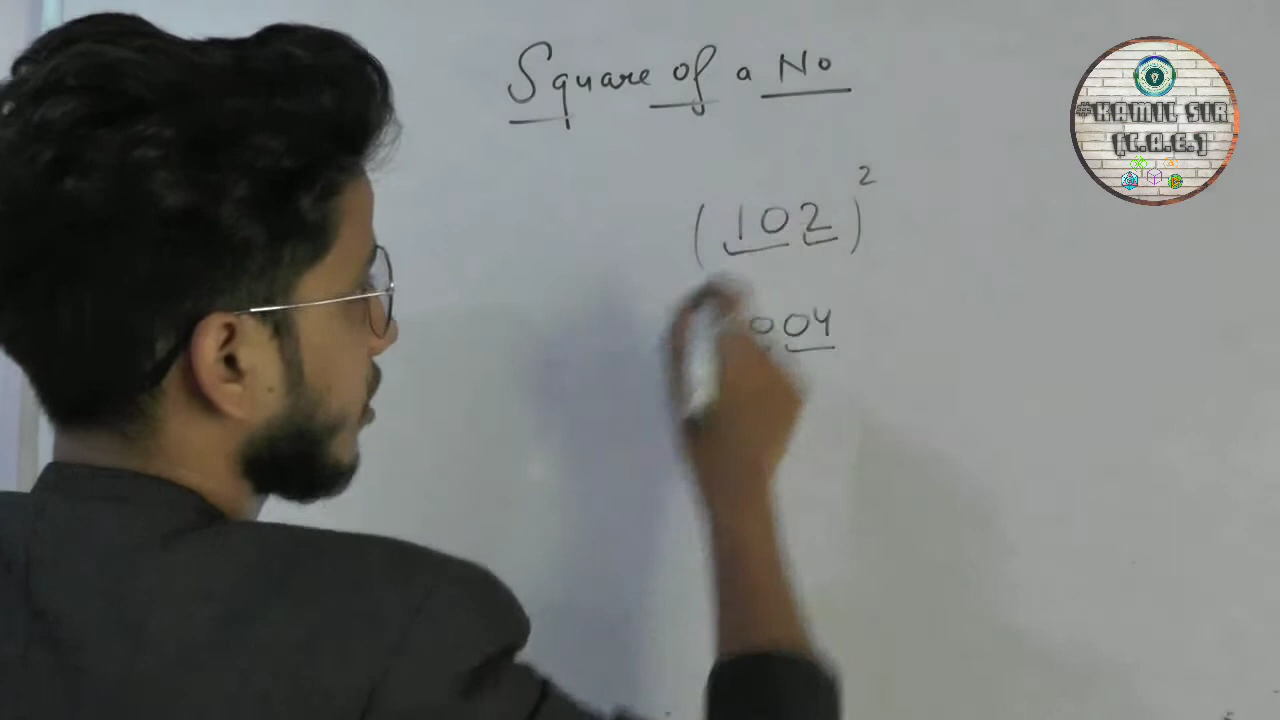 Square of a No
(102)²
004
#KAMIL SIR
[C.A.E.]